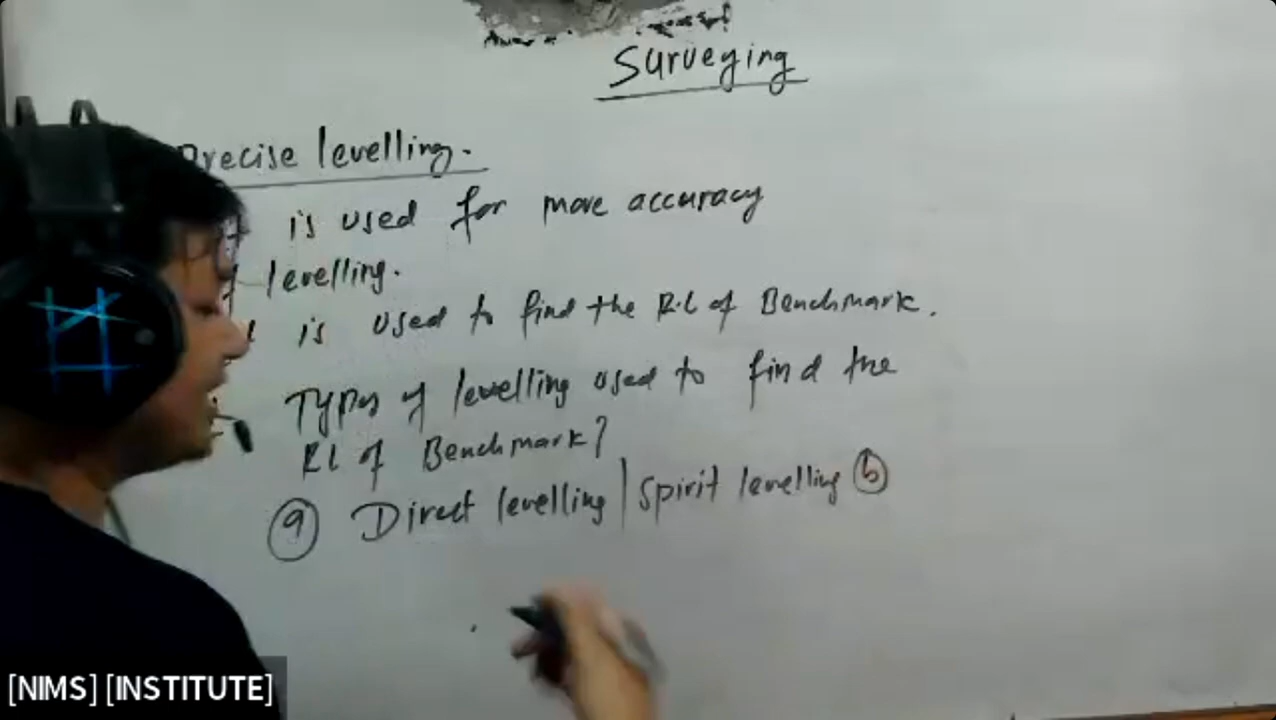 Surveying
Precise levelling.
is used for more accuracy
levelling.
is used to find the R.L of Benchmark.
Types of levelling used to find the
RL of Benchmark?
(a) Direct levelling | Spirit levelling (b)
[NIMS] [INSTITUTE]